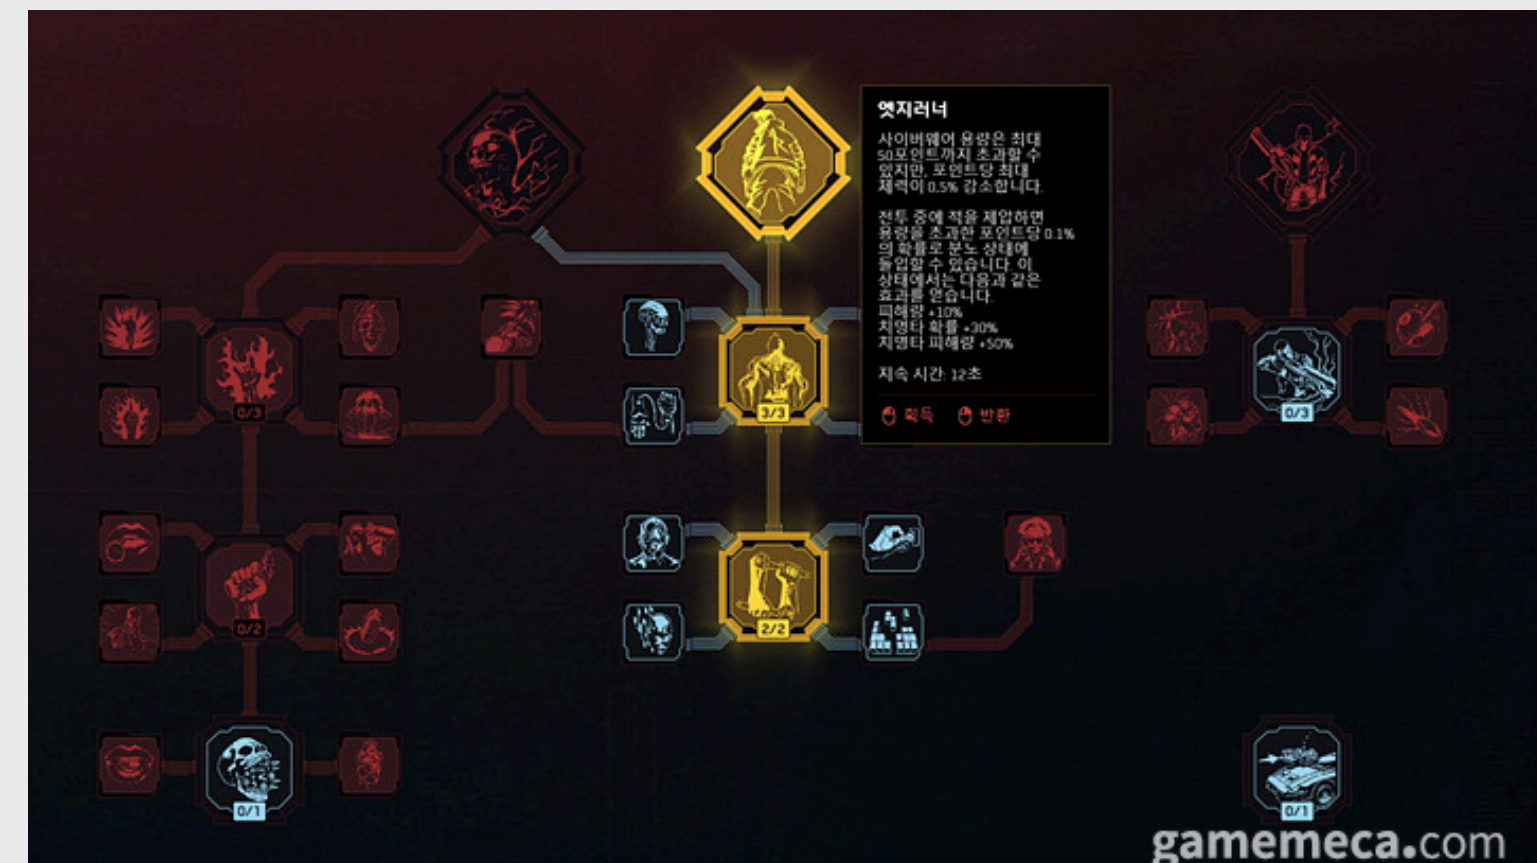 엣지러너
사이버웨어 용량은 최대
50포인트까지 초과할 수
있지만, 포인트당 최대
체력이 0.5% 감소합니다.
전투 중에 적을 제압하면
용량을 초과한 포인트당 0.1%
의 확률로 분노 상태에
돌입할 수 있습니다. 이
상태에서는 다음과 같은
효과를 얻습니다.
피해량 +10%
치명타 확률 +30%
치명타 피해량 +50%
지속 시간: 12초
획득 반환
0/3
3/3
0/3
0/2
2/2
0/1
0/1
gamemeca.com